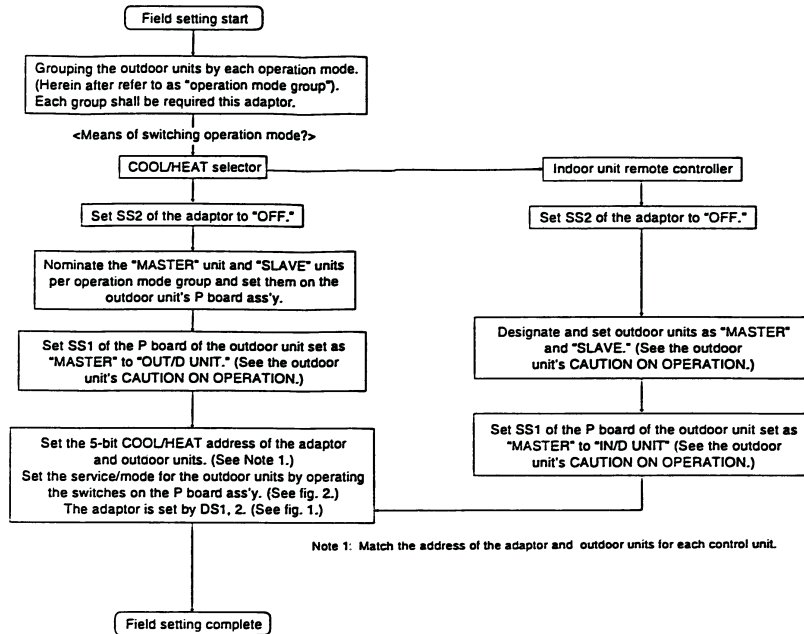 Field setting start
Grouping the outdoor units by each operation mode.
(Herein after refer to as "operation mode group").
Each group shall be required this adaptor.
<Means of switching operation mode?>
COOL/HEAT selector
Set SS2 of the adaptor to "OFF."
Nominate the "MASTER" unit and "SLAVE" units
per operation mode group and set them on the
outdoor unit's P board ass'y.
Set SS1 of the P board of the outdoor unit set as
"MASTER" to "OUT/D UNIT." (See the outdoor
unit's CAUTION ON OPERATION.)
Indoor unit remote controller
Set SS2 of the adaptor to "OFF."
Designate and set outdoor units as "MASTER"
and "SLAVE." (See the outdoor
unit's CAUTION ON OPERATION.)
Set SS1 of the P board of the outdoor unit set as
"MASTER" to "IN/D UNIT" (See the outdoor
unit's CAUTION ON OPERATION.)
Set the 5-bit COOL/HEAT address of the adaptor
and outdoor units. (See Note 1.)
Set the service/mode for the outdoor units by operating
the switches on the P board ass'y. (See fig. 2.)
The adaptor is set by DS1, 2. (See fig. 1.)
Note 1: Match the address of the adaptor and outdoor units for each control unit.
Field setting complete